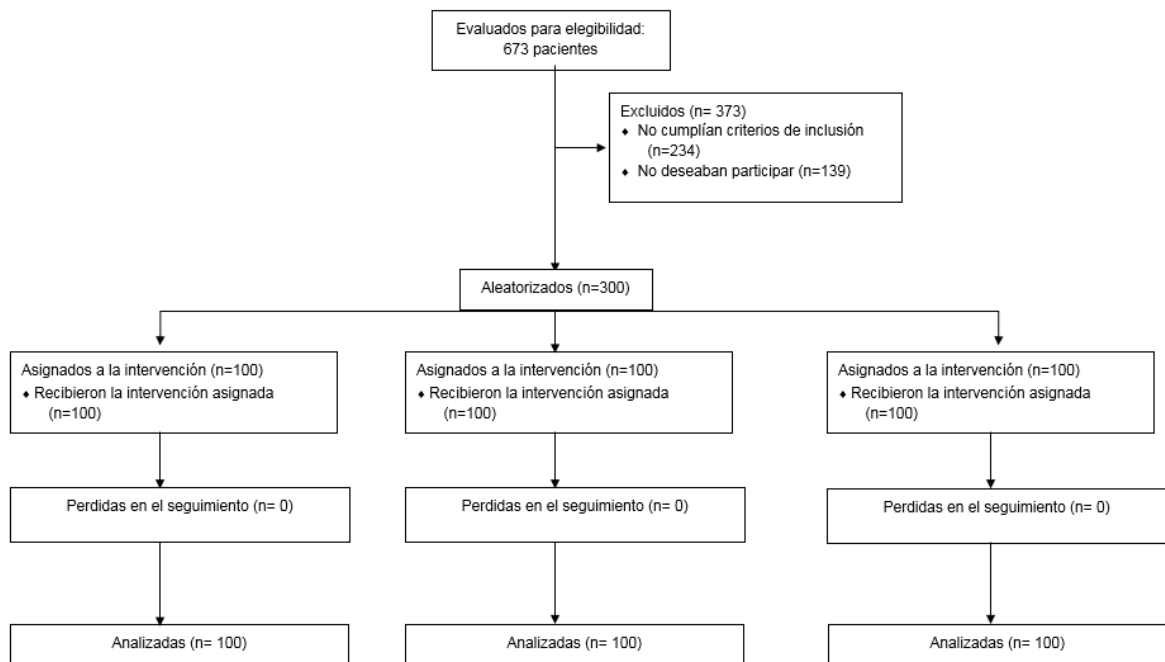 Evaluados para elegibilidad:
673 pacientes
Excluidos (n= 373)
♦ No cumplían criterios de inclusión
(n=234)
♦ No deseaban participar (n=139)
Aleatorizados (n=300)
Asignados a la intervención (n=100)
♦ Recibieron la intervención asignada
(n=100)
Asignados a la intervención (n=100)
♦ Recibieron la intervención asignada
(n=100)
Asignados a la intervención (n=100)
♦ Recibieron la intervención asignada
(n=100)
Perdidas en el seguimiento (n= 0)
Perdidas en el seguimiento (n= 0)
Perdidas en el seguimiento (n= 0)
Analizadas (n= 100)
Analizadas (n= 100)
Analizadas (n= 100)